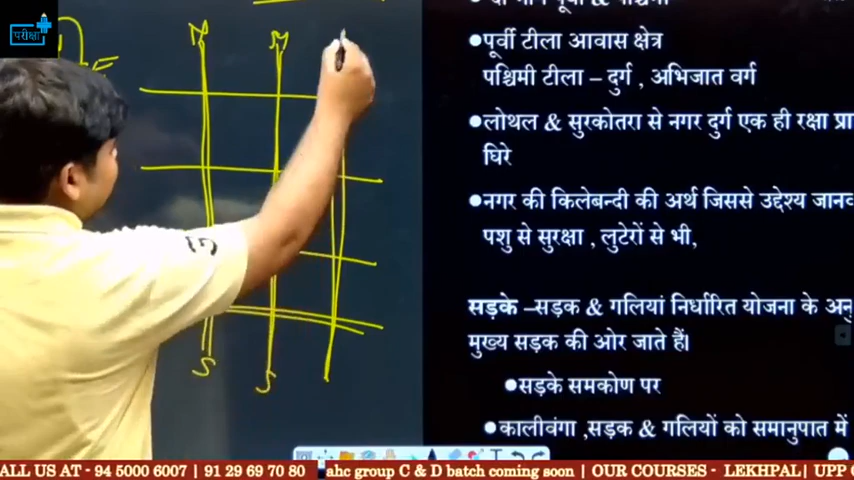 परीक्षा
N N
E
S S
●पूर्वी टीला आवास क्षेत्र
पश्चिमी टीला – दुर्ग , अभिजात वर्ग
●लोथल & सुरकोतरा से नगर दुर्ग एक ही रक्षा प्रा
घिरे
●नगर की किलेबन्दी की अर्थ जिससे उद्देश्य जानव
पशु से सुरक्षा , लुटेरों से भी,
सड़के –सड़क & गलियां निर्धारित योजना के अनु
मुख्य सड़क की ओर जाते हैं।
●सड़के समकोण पर
●कालीवंगा ,सड़क & गलियों को समानुपात में
ALL US AT - 94 5000 6007 | 91 29 69 70 80 ahc group C & D batch coming soon | OUR COURSES - LEKHPAL| UPP C